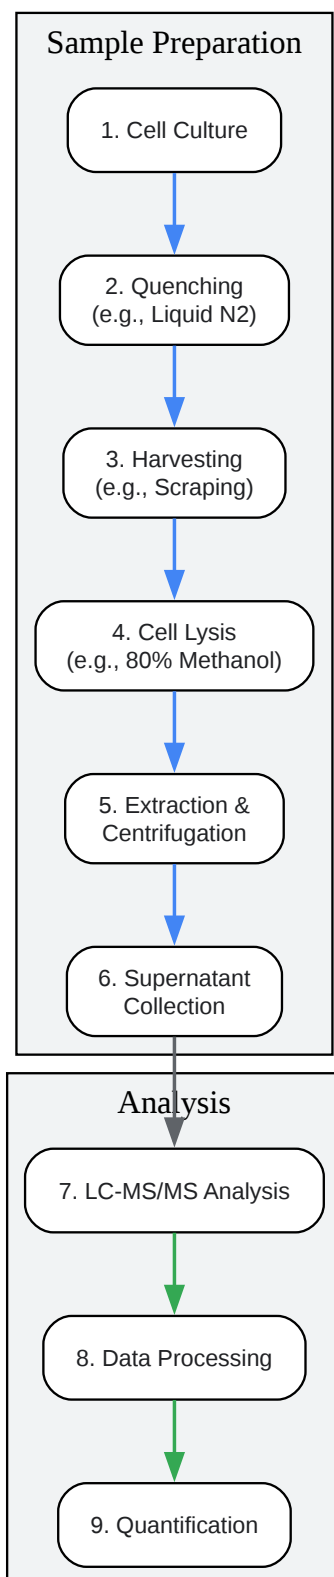 Sample Preparation
1. Cell Culture
2. Quenching
(e.g., Liquid N2)
3. Harvesting
(e.g., Scraping)
4. Cell Lysis
(e.g., 80% Methanol)
5. Extraction &
Centrifugation
6. Supernatant
Collection
Analysis
7. LC-MS/MS Analysis
8. Data Processing
9. Quantification